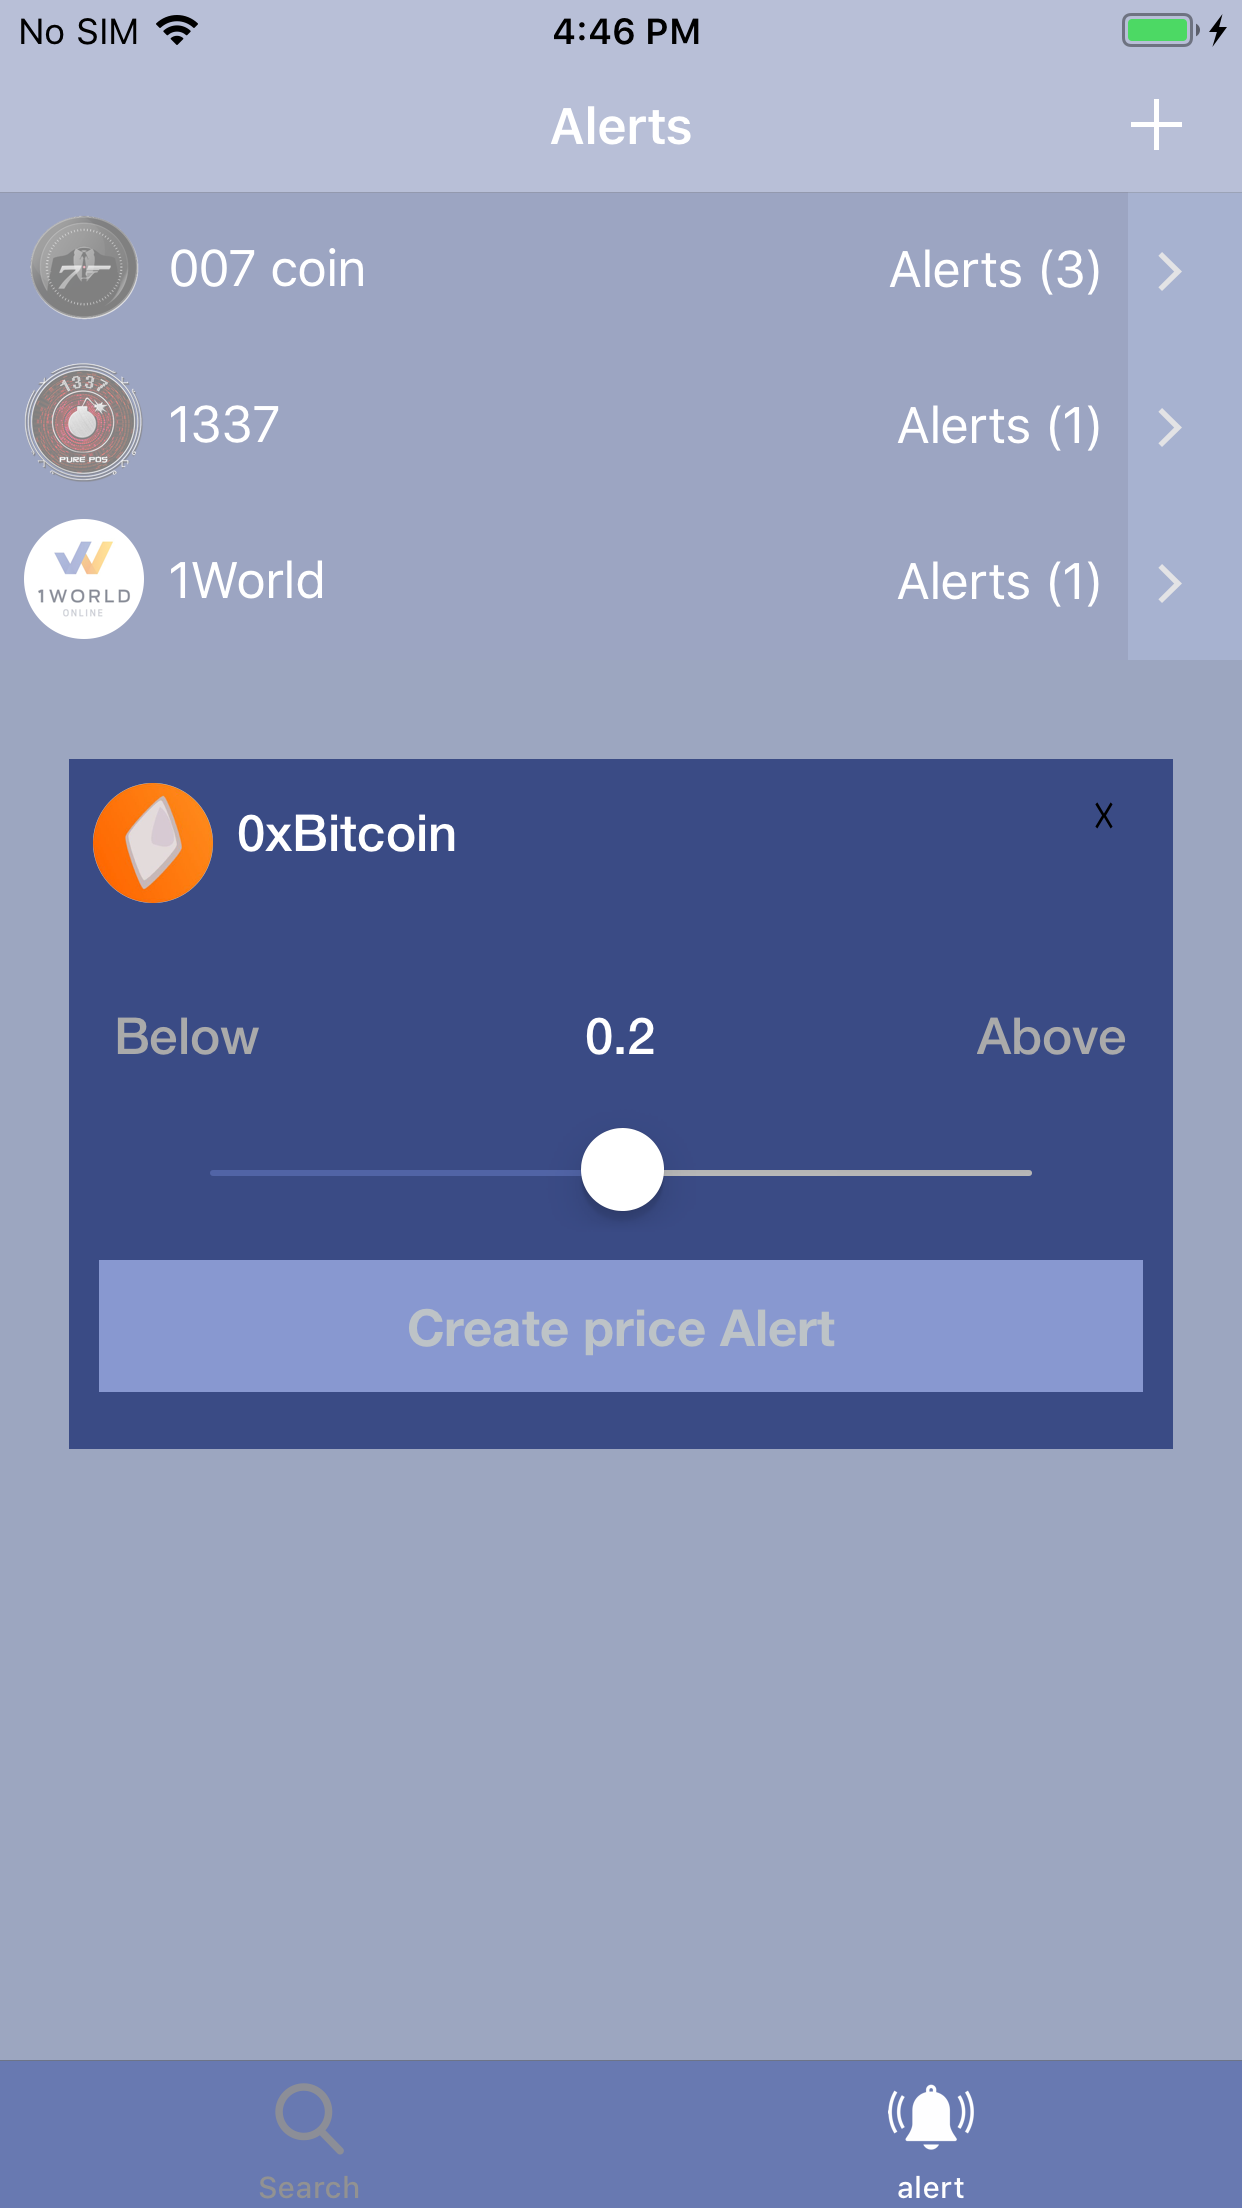 No SIM 4:46 PM
Alerts
007 coin Alerts (3)
1337
PURE POS
1337 Alerts (1)
1WORLD
ONLINE
1World Alerts (1)
0xBitcoin X
Below 0.2 Above
Create price Alert
Search alert